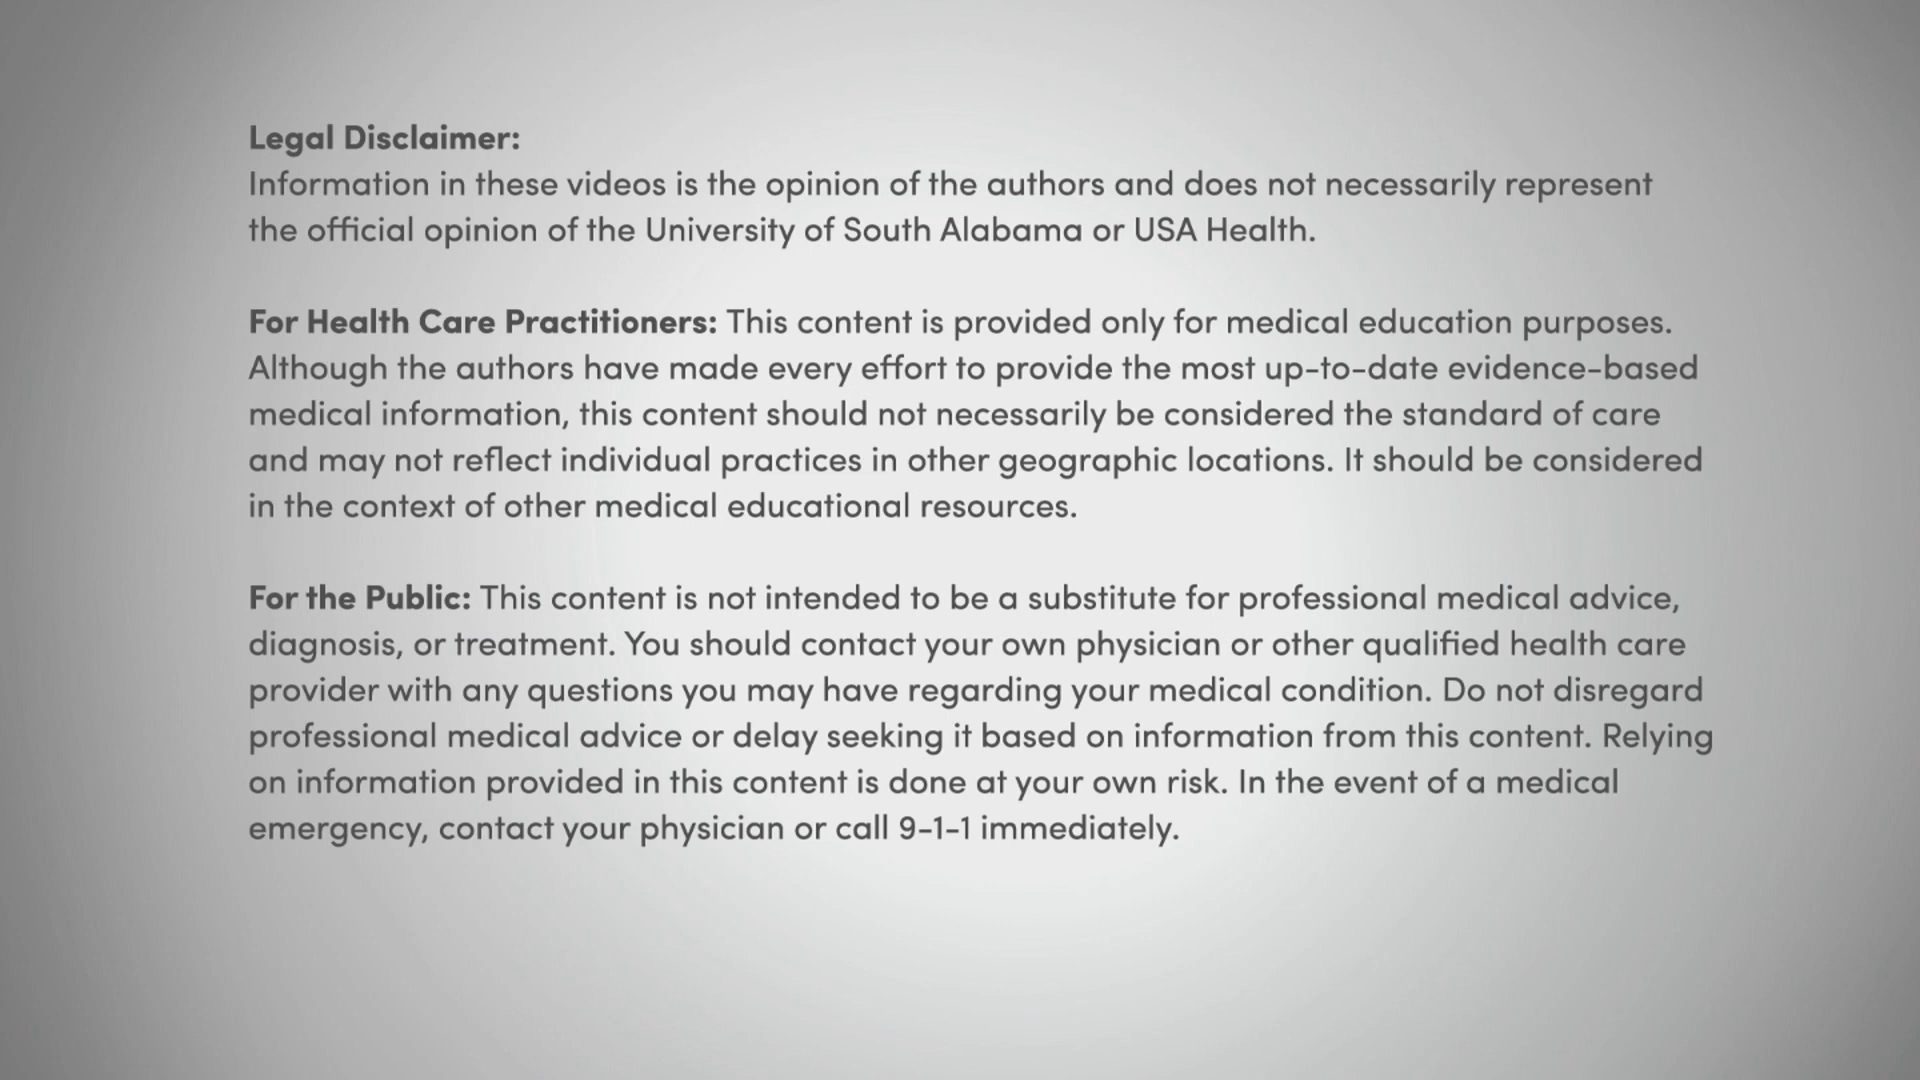 Legal Disclaimer:
Information in these videos is the opinion of the authors and does not necessarily represent
the official opinion of the University of South Alabama or USA Health.
For Health Care Practitioners: This content is provided only for medical education purposes.
Although the authors have made every effort to provide the most up-to-date evidence-based
medical information, this content should not necessarily be considered the standard of care
and may not reflect individual practices in other geographic locations. It should be considered
in the context of other medical educational resources.
For the Public: This content is not intended to be a substitute for professional medical advice,
diagnosis, or treatment. You should contact your own physician or other qualified health care
provider with any questions you may have regarding your medical condition. Do not disregard
professional medical advice or delay seeking it based on information from this content. Relying
on information provided in this content is done at your own risk. In the event of a medical
emergency, contact your physician or call 9-1-1 immediately.